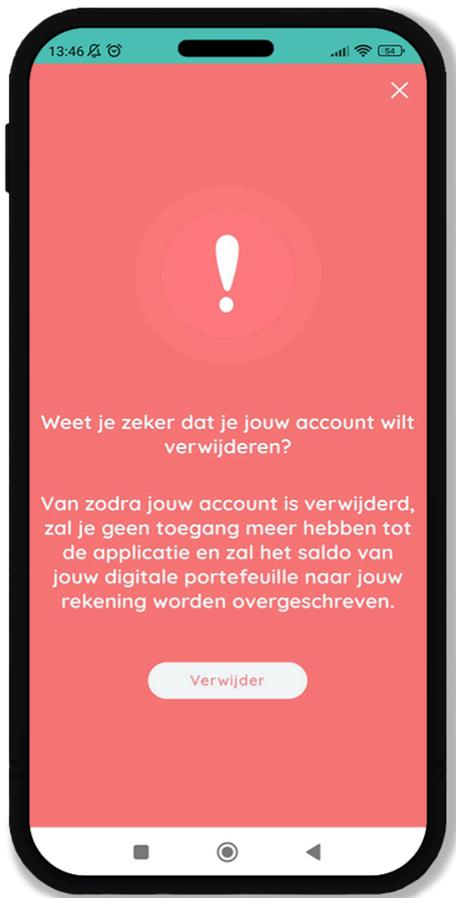 13:46
54
Weet je zeker dat je jouw account wilt
verwijderen?
Van zodra jouw account is verwijderd,
zal je geen toegang meer hebben tot
de applicatie en zal het saldo van
jouw digitale portefeuille naar jouw
rekening worden overgeschreven.
Verwijder